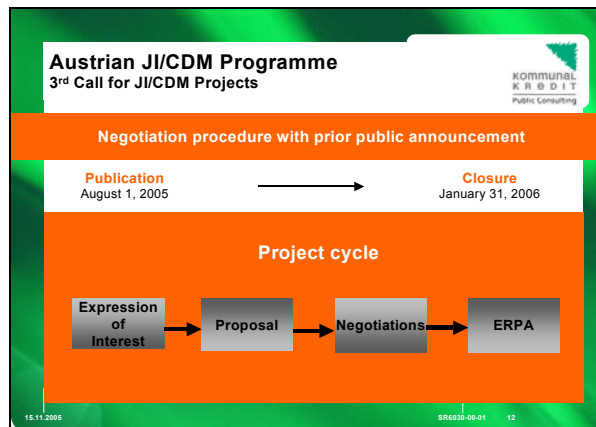 Austrian JI/CDM Programme
3rd Call for JI/CDM Projects
KOMMUNAL
KREDIT
Public Consulting
Negotiation procedure with prior public announcement
Publication
August 1, 2005
Closure
January 31, 2006
Project cycle
Expression
of
Interest
Proposal
Negotiations
ERPA
15.11.2005
SR6030-00-01 12